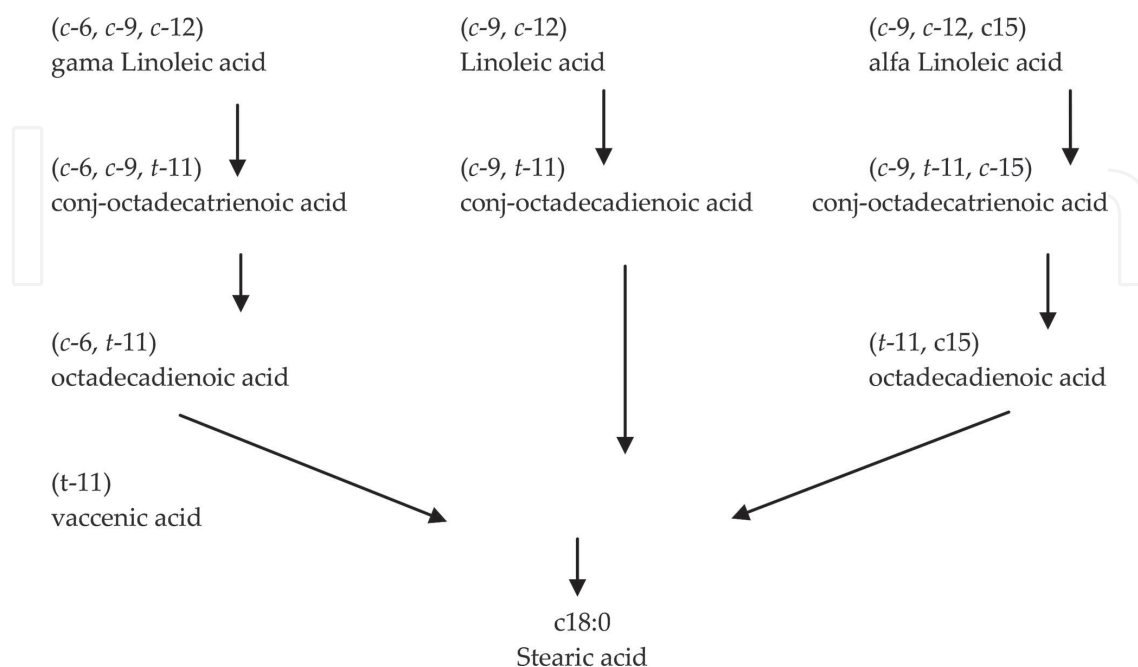 (c-6, c-9, c-12)
gama Linoleic acid
(c-9, c-12)
Linoleic acid
(c-9, c-12, c15)
alfa Linoleic acid
(c-6, c-9, t-11)
conj-octadecatrienoic acid
(c-9, t-11)
conj-octadecadienoic acid
(c-9, t-11, c-15)
conj-octadecatrienoic acid
(c-6, t-11)
octadecadienoic acid
(t-11, c15)
octadecadienoic acid
(t-11)
vaccenic acid
c18:0
Stearic acid